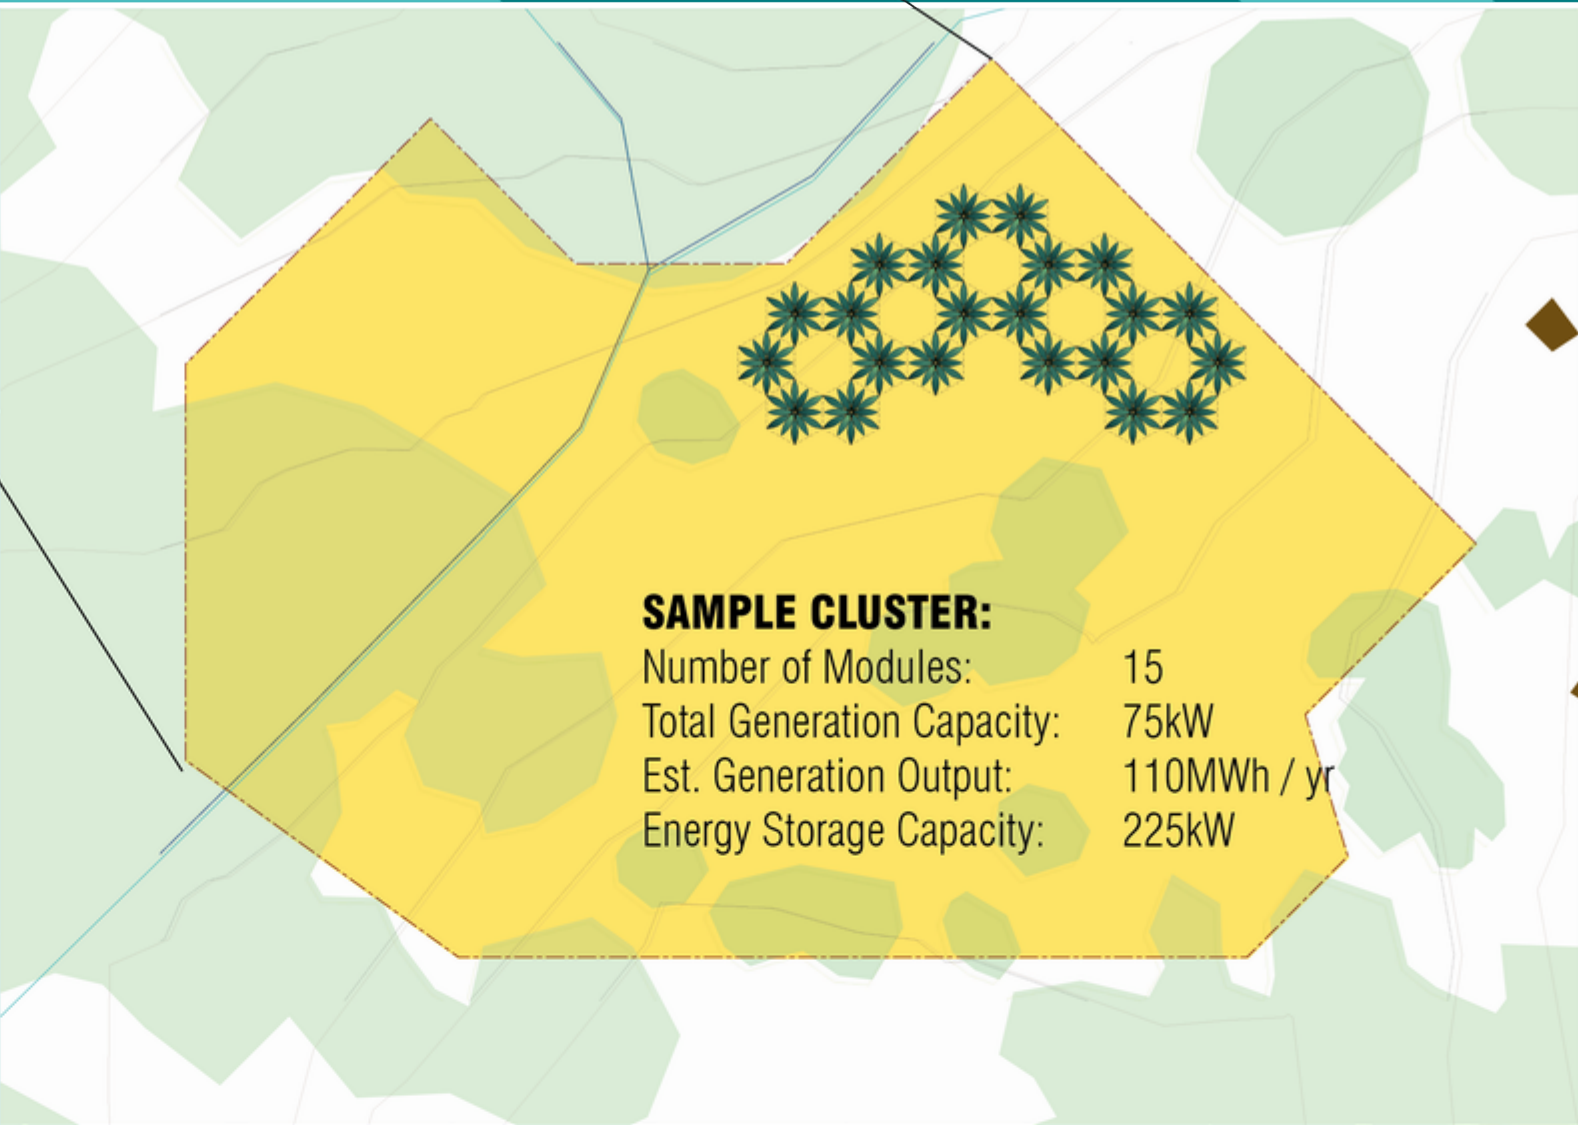 SAMPLE CLUSTER:
Number of Modules: 15
Total Generation Capacity: 75kW
Est. Generation Output: 110MWh / yr
Energy Storage Capacity: 225kW